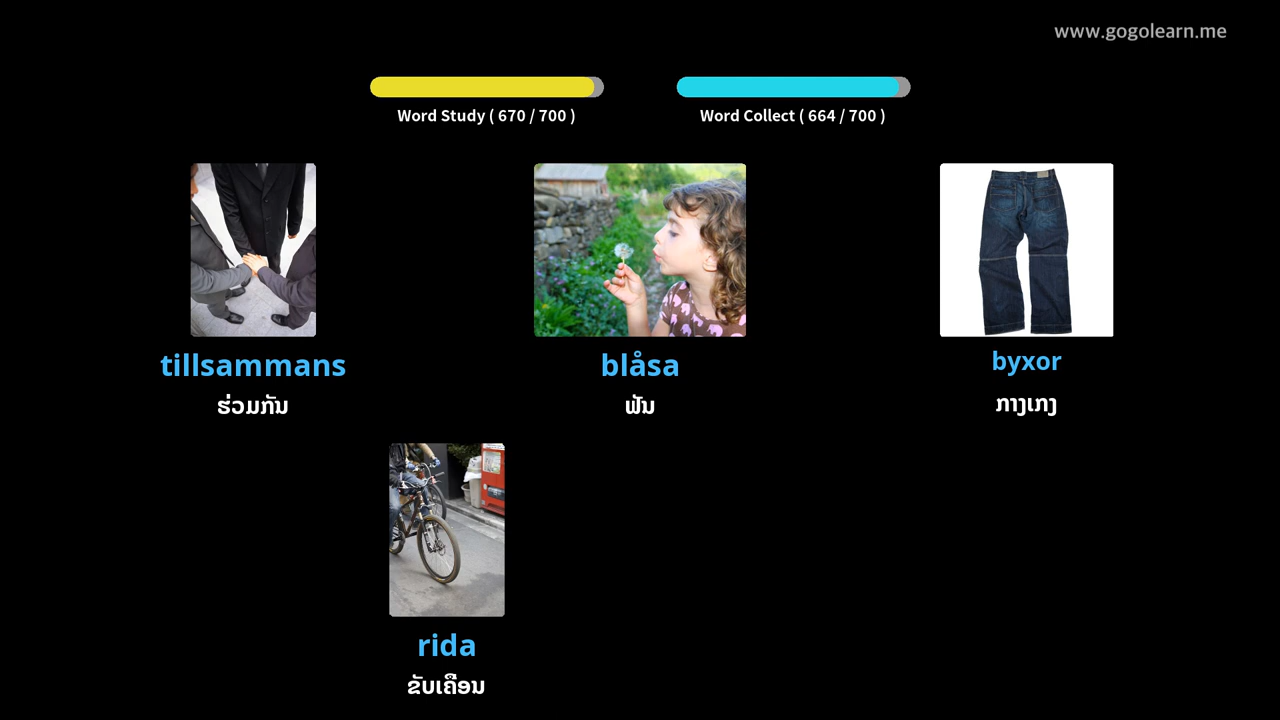 www.gogolearn.me
Word Study ( 670 / 700 )
Word Collect ( 664 / 700 )
tillsammans
ຮ່ວມກັນ
blåsa
ຟັນ
byxor
ກາງເກງ
rida
ຂັບເຄືອນ